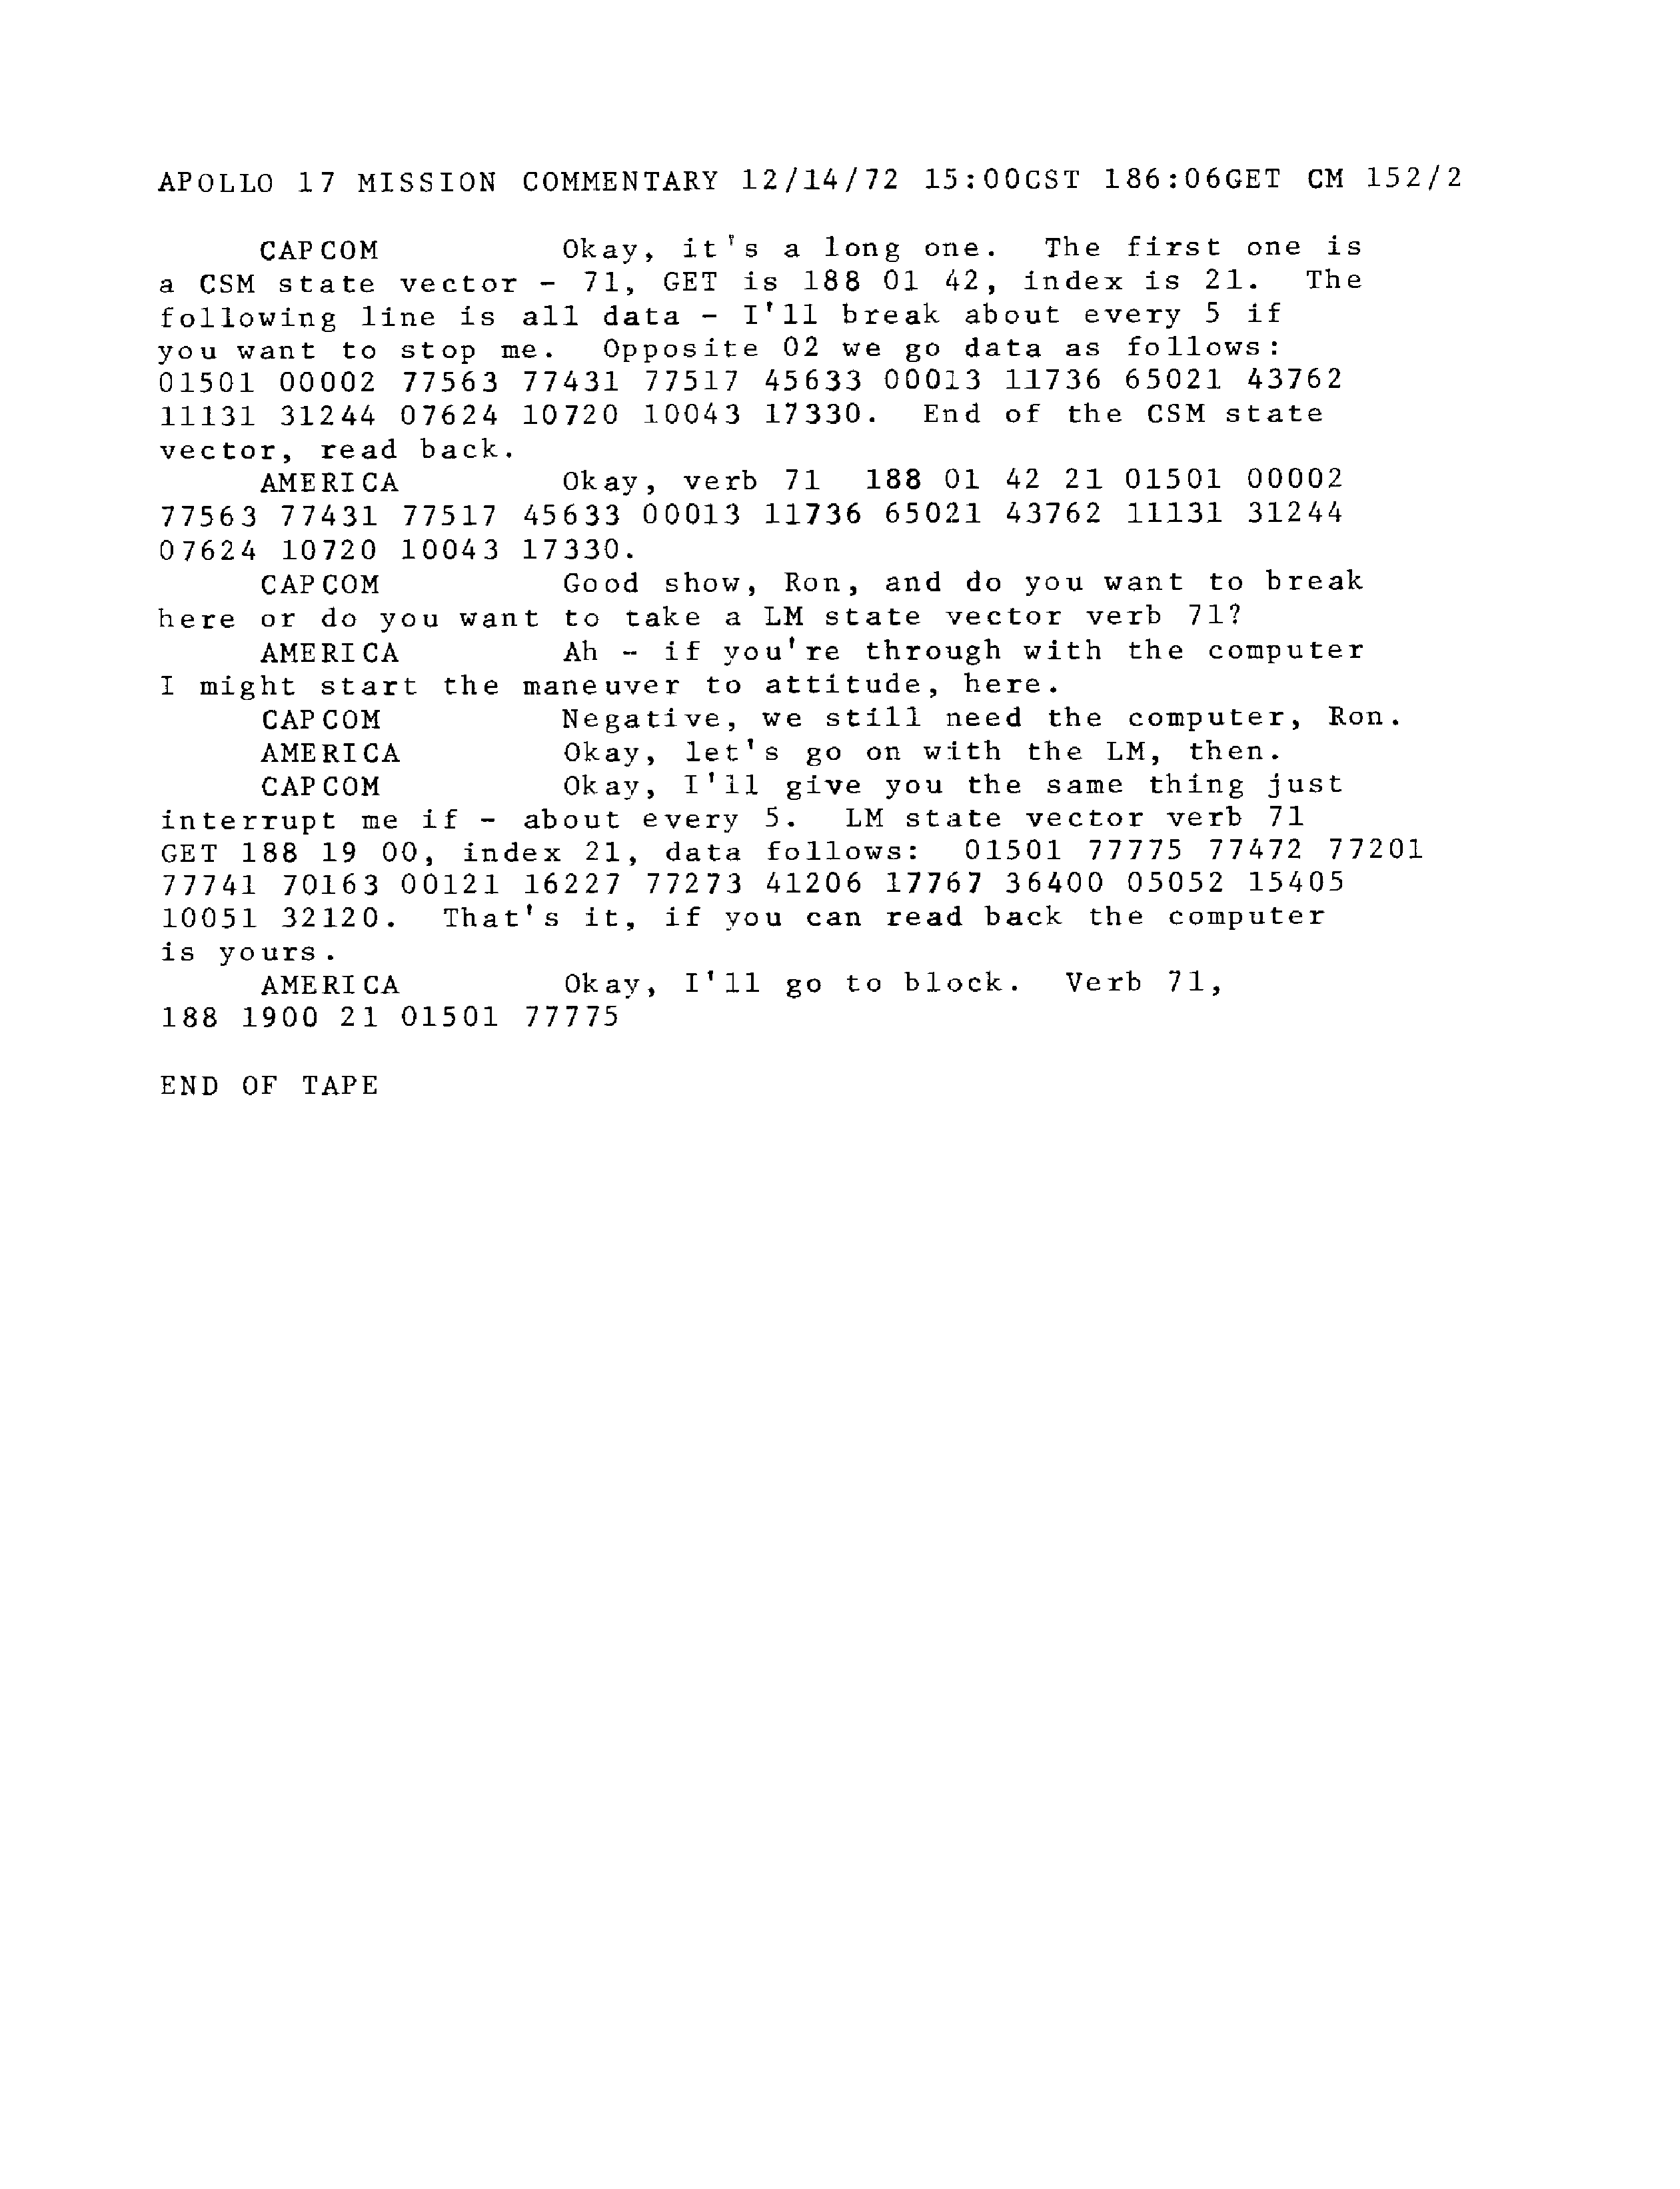 APOLLO 17 MISSION COMMENTARY 12/14/72 15:00CST 186:06GET CM 152/2
CAPCOM Okay, it's a long one. The first one is
a CSM state vector - 71, GET is 188 01 42, index is 21. The
following line is all data - I'll break about every 5 if
you want to stop me. Opposite 02 we go data as follows:
01501 00002 77563 77431 77517 45633 00013 11736 65021 43762
11131 31244 07624 10720 10043 17330. End of the CSM state
vector, read back.
AMERICA Okay, verb 71 188 01 42 21 01501 00002
77563 77431 77517 45633 00013 11736 65021 43762 11131 31244
07624 10720 10043 17330.
CAPCOM Good show, Ron, and do you want to break
here or do you want to take a LM state vector verb 71?
AMERICA Ah - if you're through with the computer
I might start the maneuver to attitude, here.
CAPCOM Negative, we still need the computer, Ron.
AMERICA Okay, let's go on with the LM, then.
CAPCOM Okay, I'll give you the same thing just
interrupt me if - about every 5. LM state vector verb 71
GET 188 19 00, index 21, data follows: 01501 77775 77472 77201
77741 70163 00121 16227 77273 41206 17767 36400 05052 15405
10051 32120. That's it, if you can read back the computer
is yours.
AMERICA Okay, I'll go to block. Verb 71,
188 1900 21 01501 77775
END OF TAPE